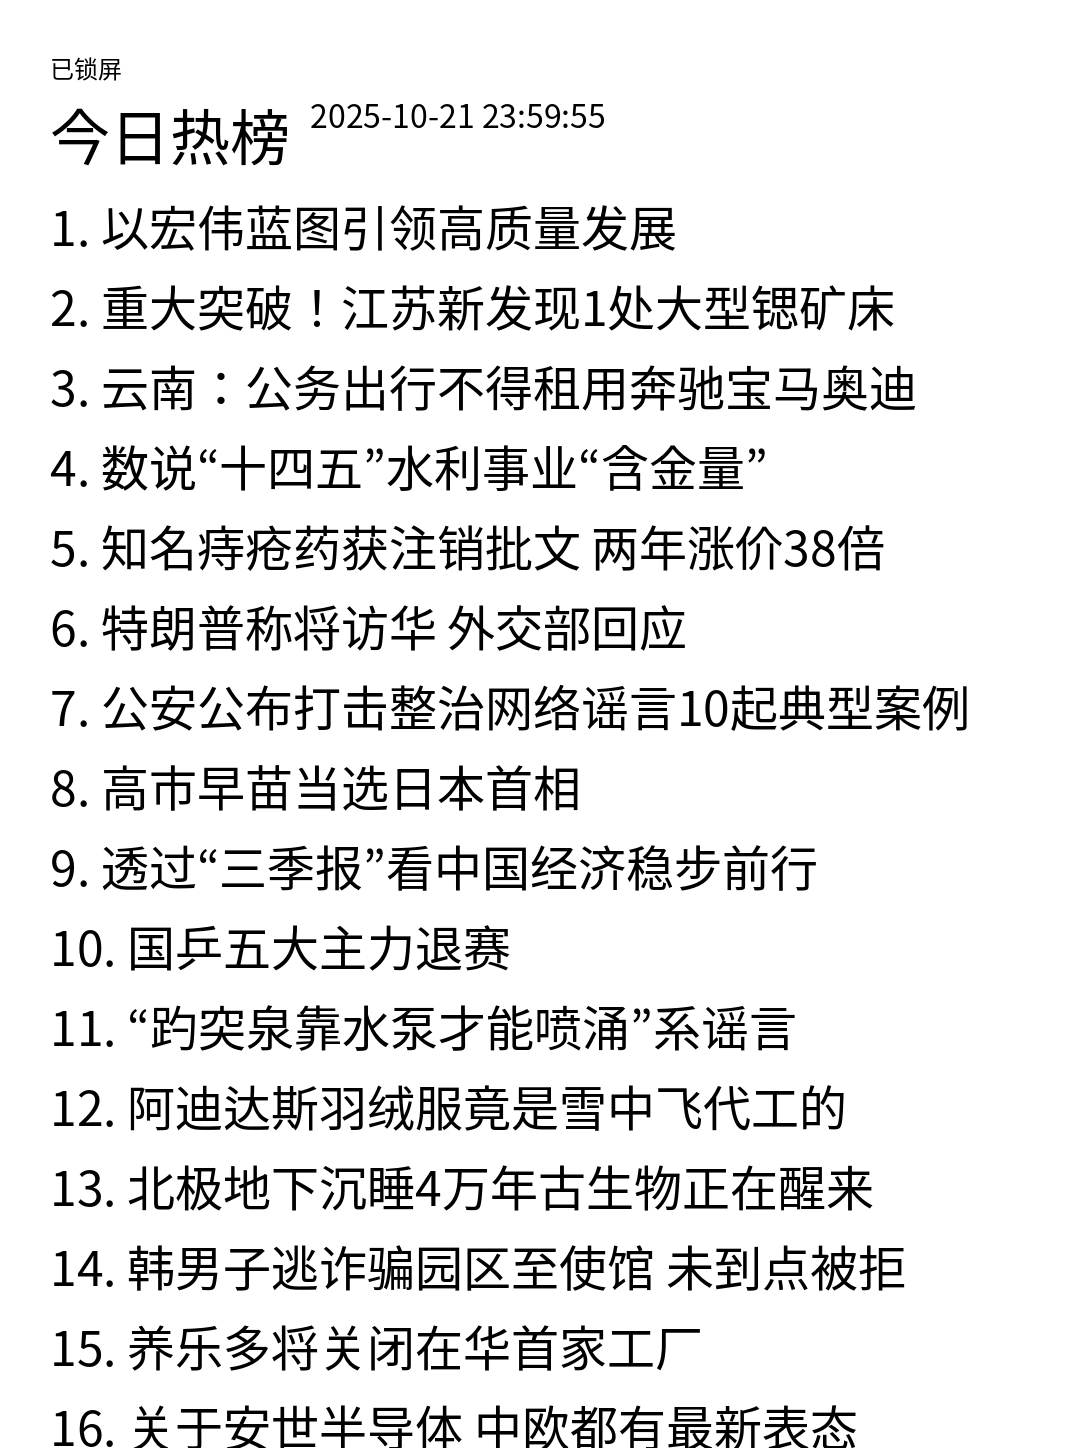 已锁屏
今日热榜 2025-10-21 23:59:55
1. 以宏伟蓝图引领高质量发展
2. 重大突破！江苏新发现1处大型锶矿床
3. 云南：公务出行不得租用奔驰宝马奥迪
4. 数说“十四五”水利事业“含金量”
5. 知名痔疮药获注销批文 两年涨价38倍
6. 特朗普称将访华 外交部回应
7. 公安公布打击整治网络谣言10起典型案例
8. 高市早苗当选日本首相
9. 透过“三季报”看中国经济稳步前行
10. 国乒五大主力退赛
11. “趵突泉靠水泵才能喷涌”系谣言
12. 阿迪达斯羽绒服竟是雪中飞代工的
13. 北极地下沉睡4万年古生物正在醒来
14. 韩男子逃诈骗园区至使馆 未到点被拒
15. 养乐多将关闭在华首家工厂
16. 关于安世半导体 中欧都有最新表态